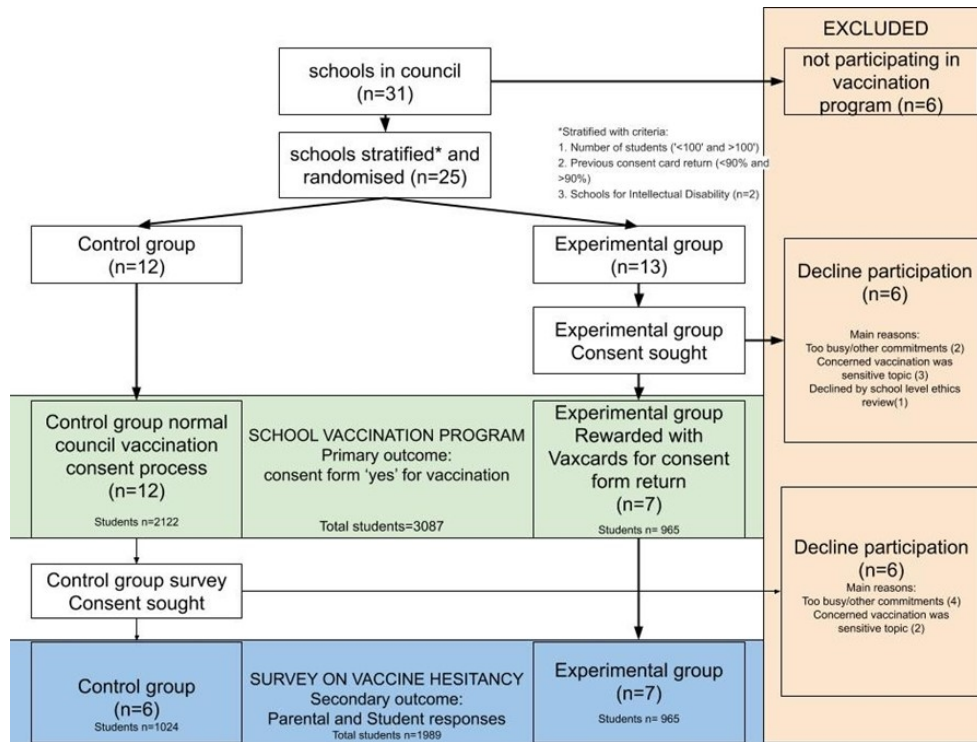 EXCLUDED
schools in council
(n=31)
not participating in
vaccination
program (n=6)
*Stratified with criteria:
1. Number of students ('<100' and >100')
2. Previous consent card return (<90% and
>90%)
3. Schools for Intellectual Disability (n=2)
schools stratified* and
randomised (n=25)
Control group
(n=12)
Experimental group
(n=13)
Decline participation
(n=6)
Main reasons:
Too busy/other commitments (2)
Concerned vaccination was
sensitive topic (3)
Declined by school level ethics
review(1)
Experimental group
Consent sought
Control group normal
council vaccination
consent process
(n=12)
Students n=2122
SCHOOL VACCINATION PROGRAM
Primary outcome:
consent form ‘yes’ for vaccination
Total students=3087
Experimental group
Rewarded with
Vaxcards for consent
form return
(n=7)
Students n= 965
Control group survey
Consent sought
Decline participation
(n=6)
Main reasons:
Too busy/other commitments (4)
Concerned vaccination was
sensitive topic (2)
Control group
(n=6)
Students n=1024
SURVEY ON VACCINE HESITANCY
Secondary outcome:
Parental and Student responses
Total students n=1989
Experimental group
(n=7)
Students n= 965